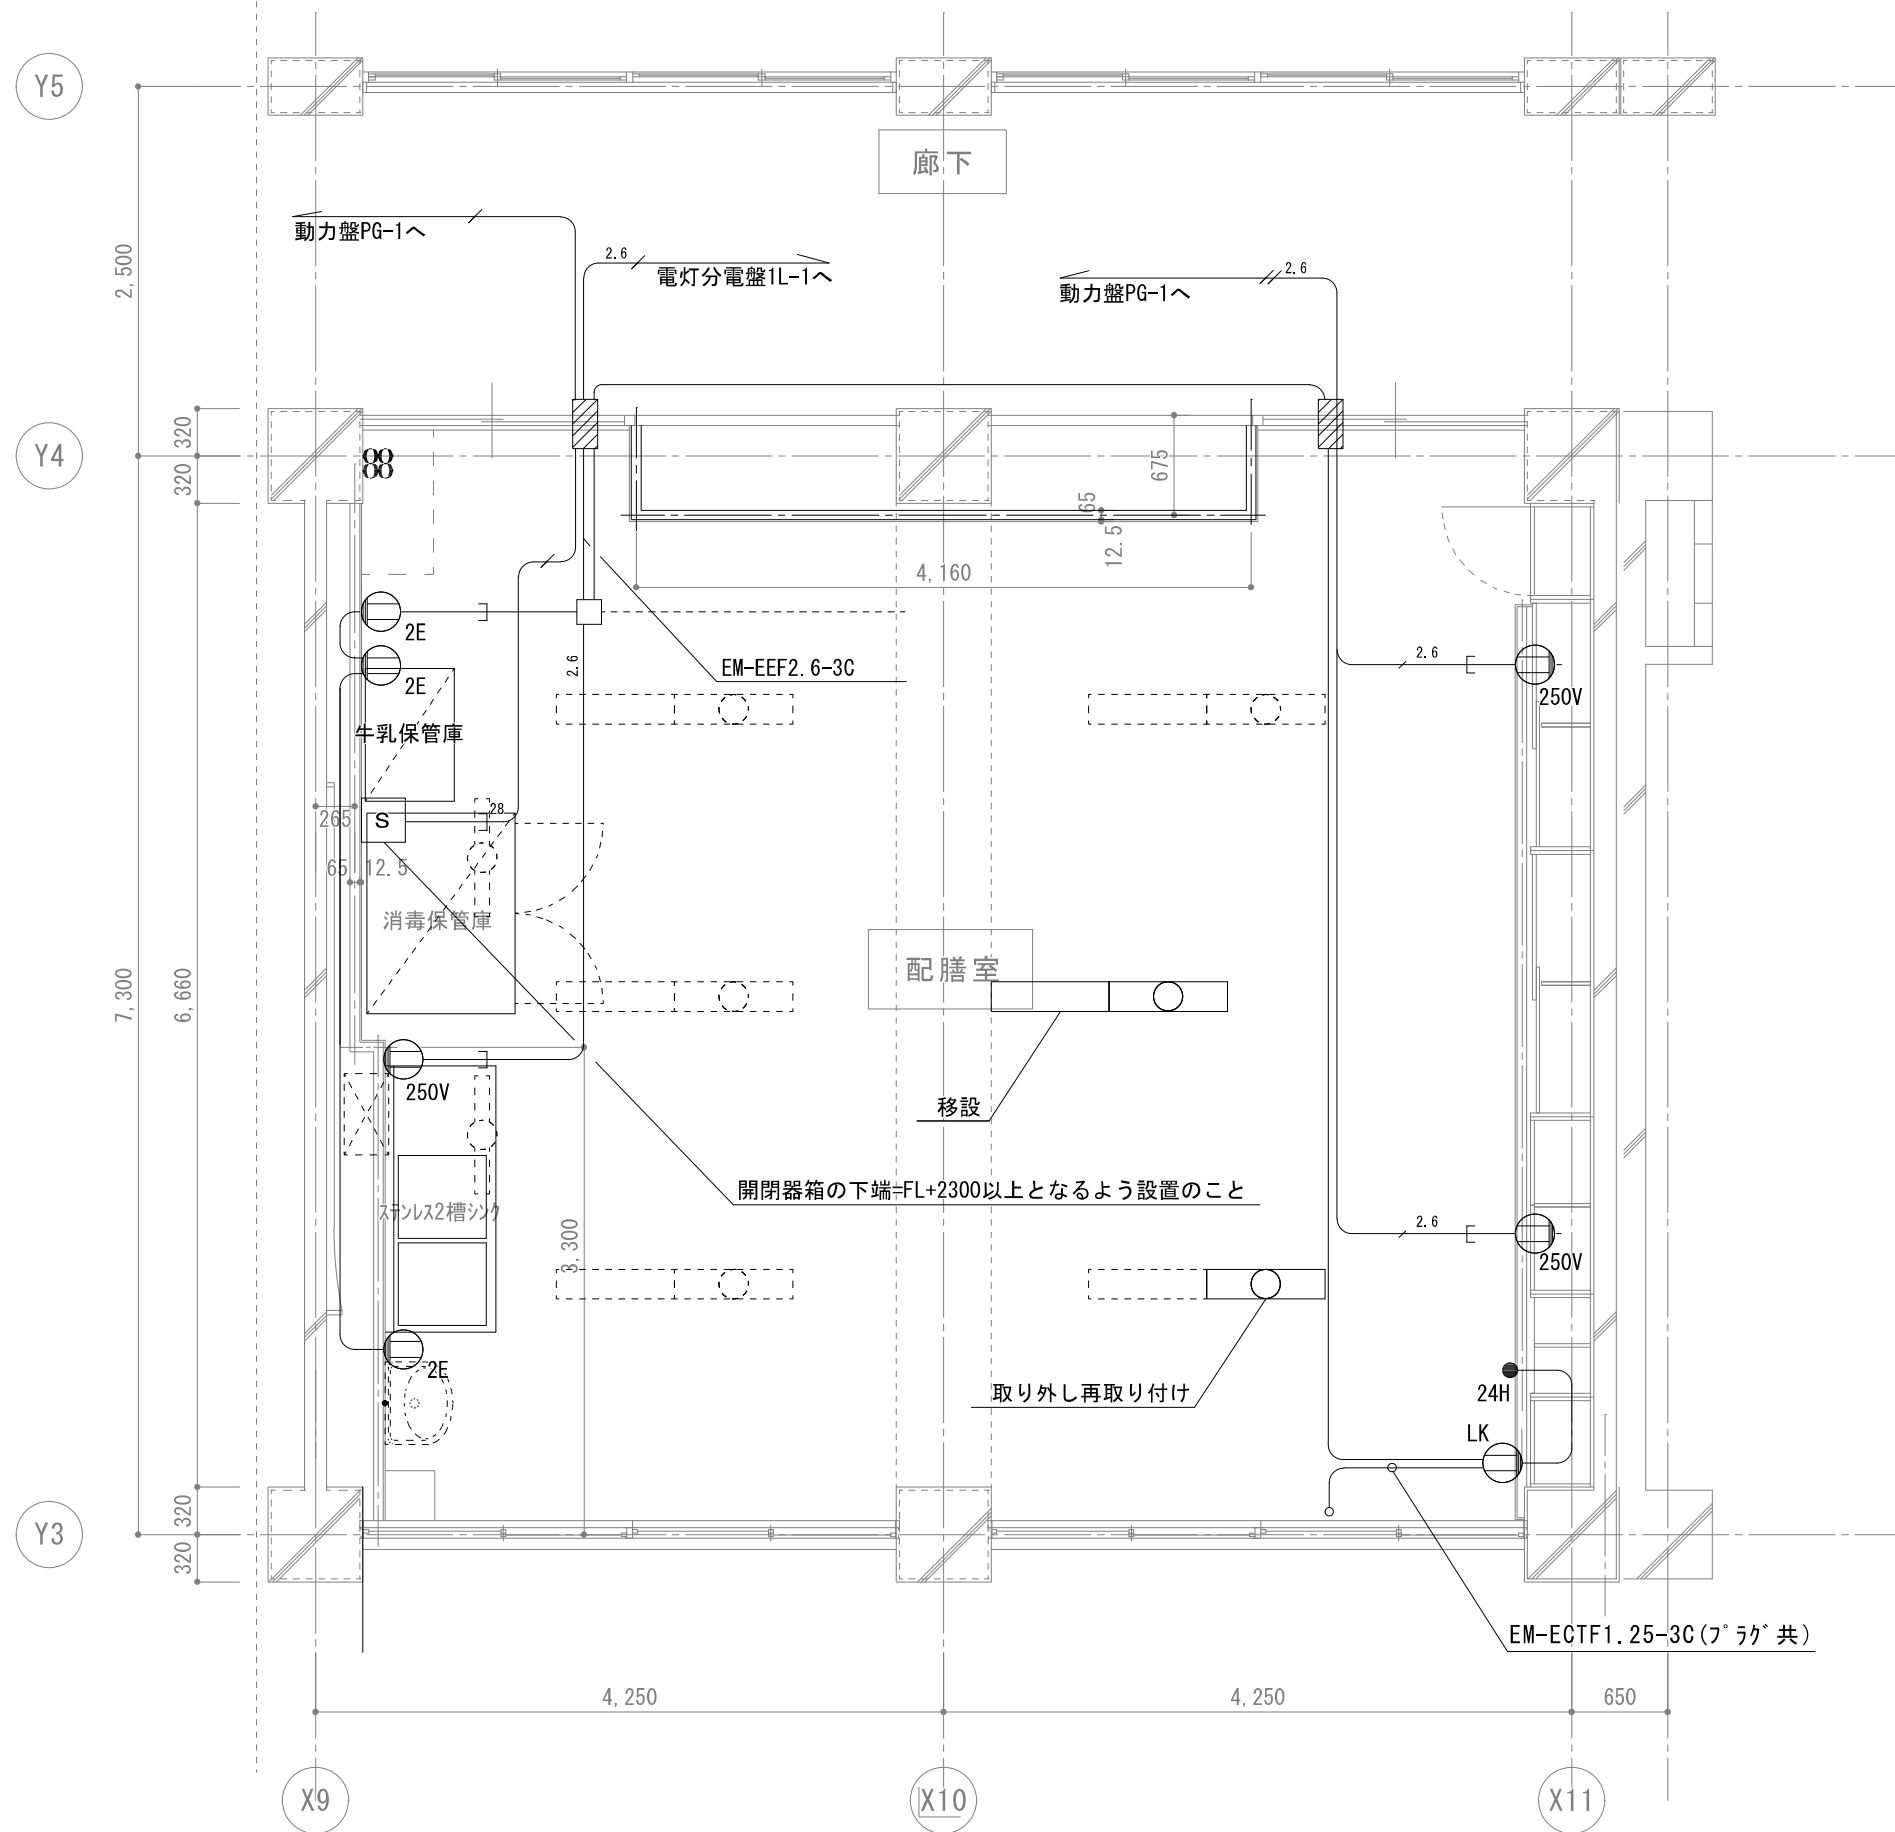 Y5
廊下
動力盤PG-1へ
2.6
電灯分電盤1L-1へ
2.6
動力盤PG-1へ
2,500
320
Y4
320
675
65
12.5
4,160
2E
2E
2.6
EM-EEF2.6-3C
2.6
250V
牛乳保管庫
28
265
S
65
12.5
消毒保管庫
配膳室
7,300
6,660
250V
移設
開閉器箱の下端=FL+2300以上となるよう設置のこと
ｽﾃﾝﾚｽ2槽ｼﾝｸ
3,300
2.6
250V
2E
取り外し再取り付け
24H
LK
320
Y3
320
EM-ECTF1.25-3C(ﾌﾟﾗｸﾞ共)
4,250
4,250
650
X9
X10
X11